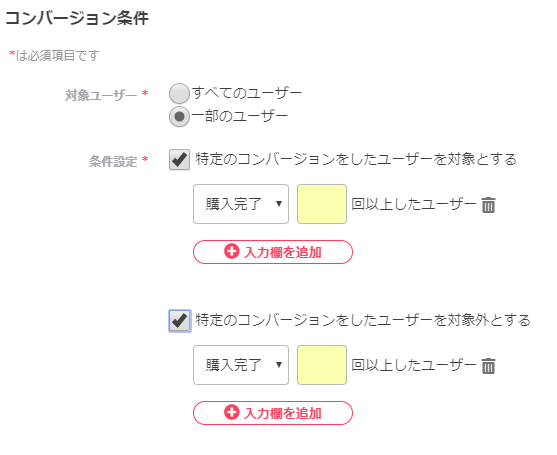 コンバージョン条件
*は必須項目です
対象ユーザー *
すべてのユーザー
一部のユーザー
条件設定 *
特定のコンバージョンをしたユーザーを対象とする
購入完了 ▼ 回以上したユーザー
入力欄を追加
特定のコンバージョンをしたユーザーを対象外とする
購入完了 ▼ 回以上したユーザー
入力欄を追加